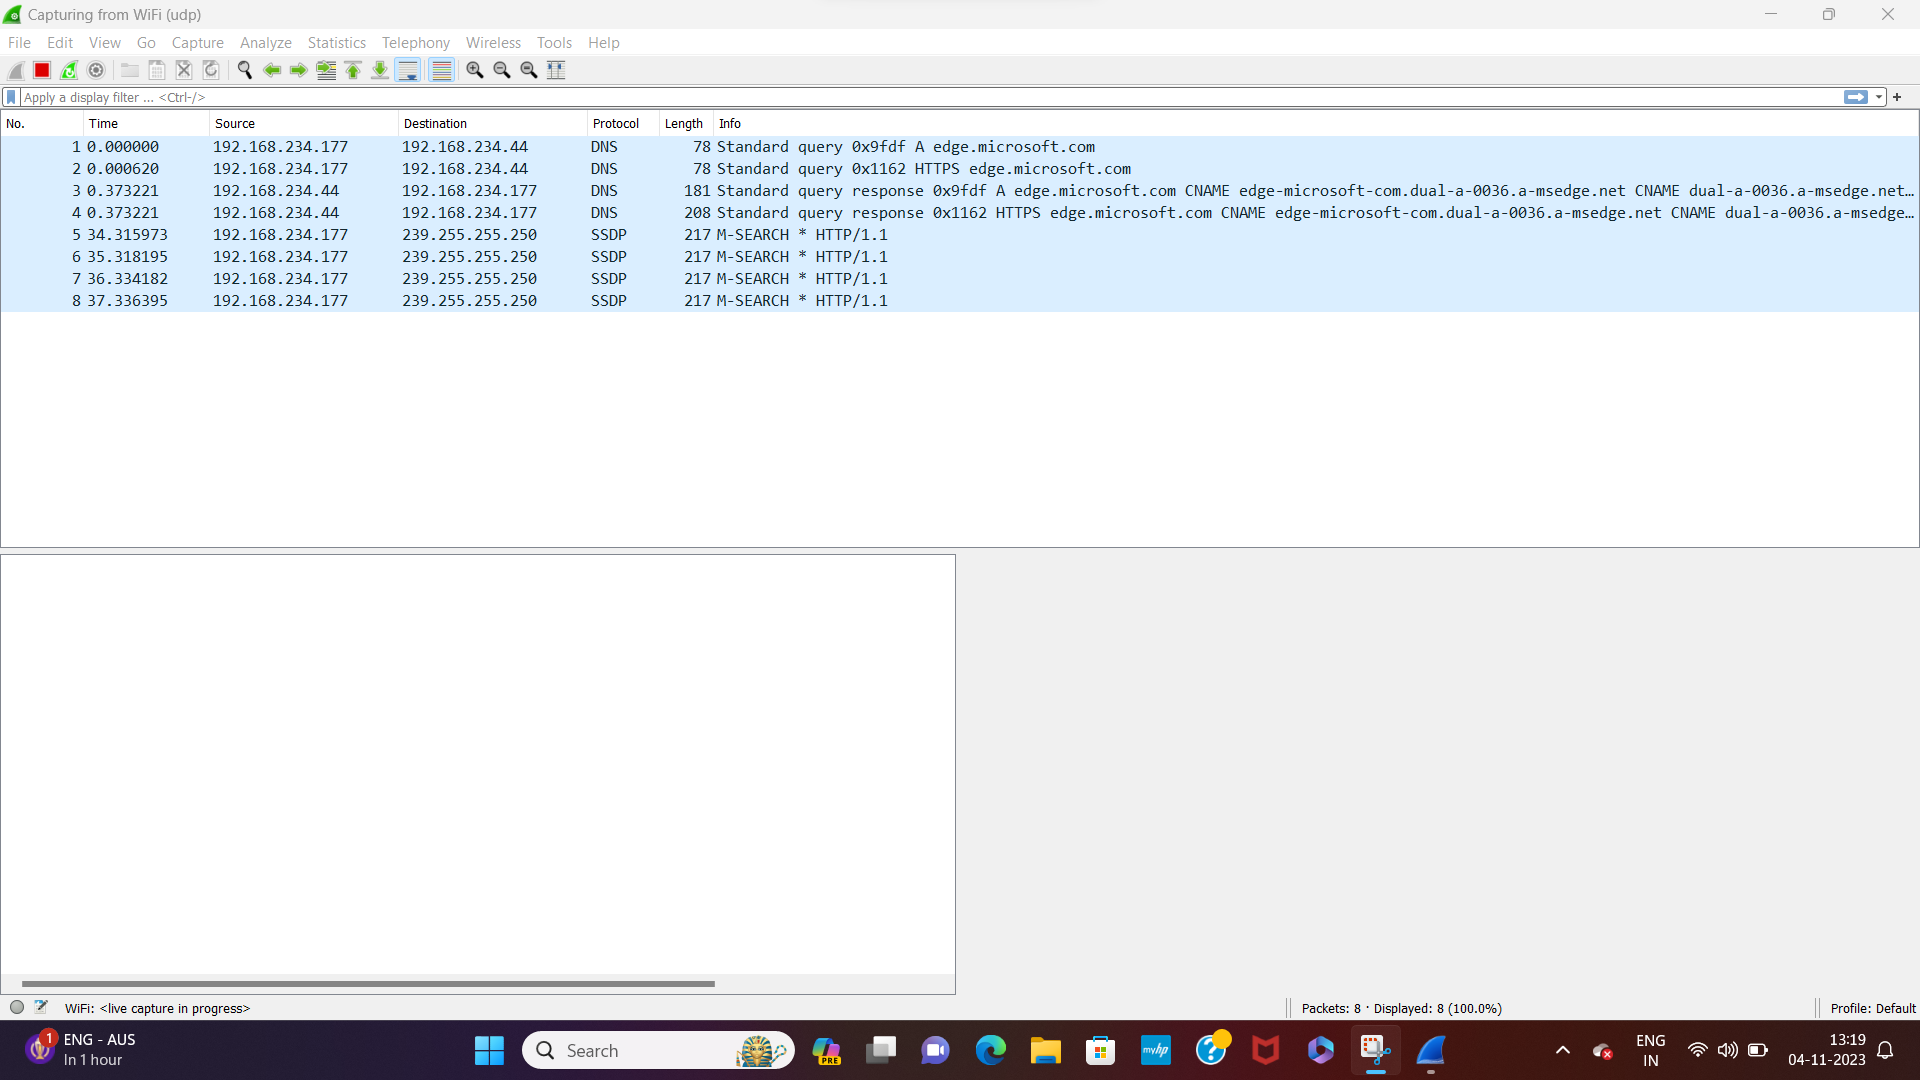 Capturing from WiFi (udp)
File Edit View Go Capture Analyze Statistics Telephony Wireless Tools Help
Apply a display filter ... <Ctrl-/>
No. Time Source Destination Protocol Length Info
1 0.000000 192.168.234.177 192.168.234.44 DNS 78 Standard query 0x9fdf A edge.microsoft.com
2 0.000620 192.168.234.177 192.168.234.44 DNS 78 Standard query 0x1162 HTTPS edge.microsoft.com
3 0.373221 192.168.234.44 192.168.234.177 DNS 181 Standard query response 0x9fdf A edge.microsoft.com CNAME edge-microsoft-com.dual-a-0036.a-msedge.net CNAME dual-a-0036.a-msedge.net...
4 0.373221 192.168.234.44 192.168.234.177 DNS 208 Standard query response 0x1162 HTTPS edge.microsoft.com CNAME edge-microsoft-com.dual-a-0036.a-msedge.net CNAME dual-a-0036.a-msedge...
5 34.315973 192.168.234.177 239.255.255.250 SSDP 217 M-SEARCH * HTTP/1.1
6 35.318195 192.168.234.177 239.255.255.250 SSDP 217 M-SEARCH * HTTP/1.1
7 36.334182 192.168.234.177 239.255.255.250 SSDP 217 M-SEARCH * HTTP/1.1
8 37.336395 192.168.234.177 239.255.255.250 SSDP 217 M-SEARCH * HTTP/1.1
WiFi: <live capture in progress>
Packets: 8 · Displayed: 8 (100.0%)
Profile: Default
1
ENG - AUS
In 1 hour
Search
PRE
myhp
ENG
IN
13:19
04-11-2023